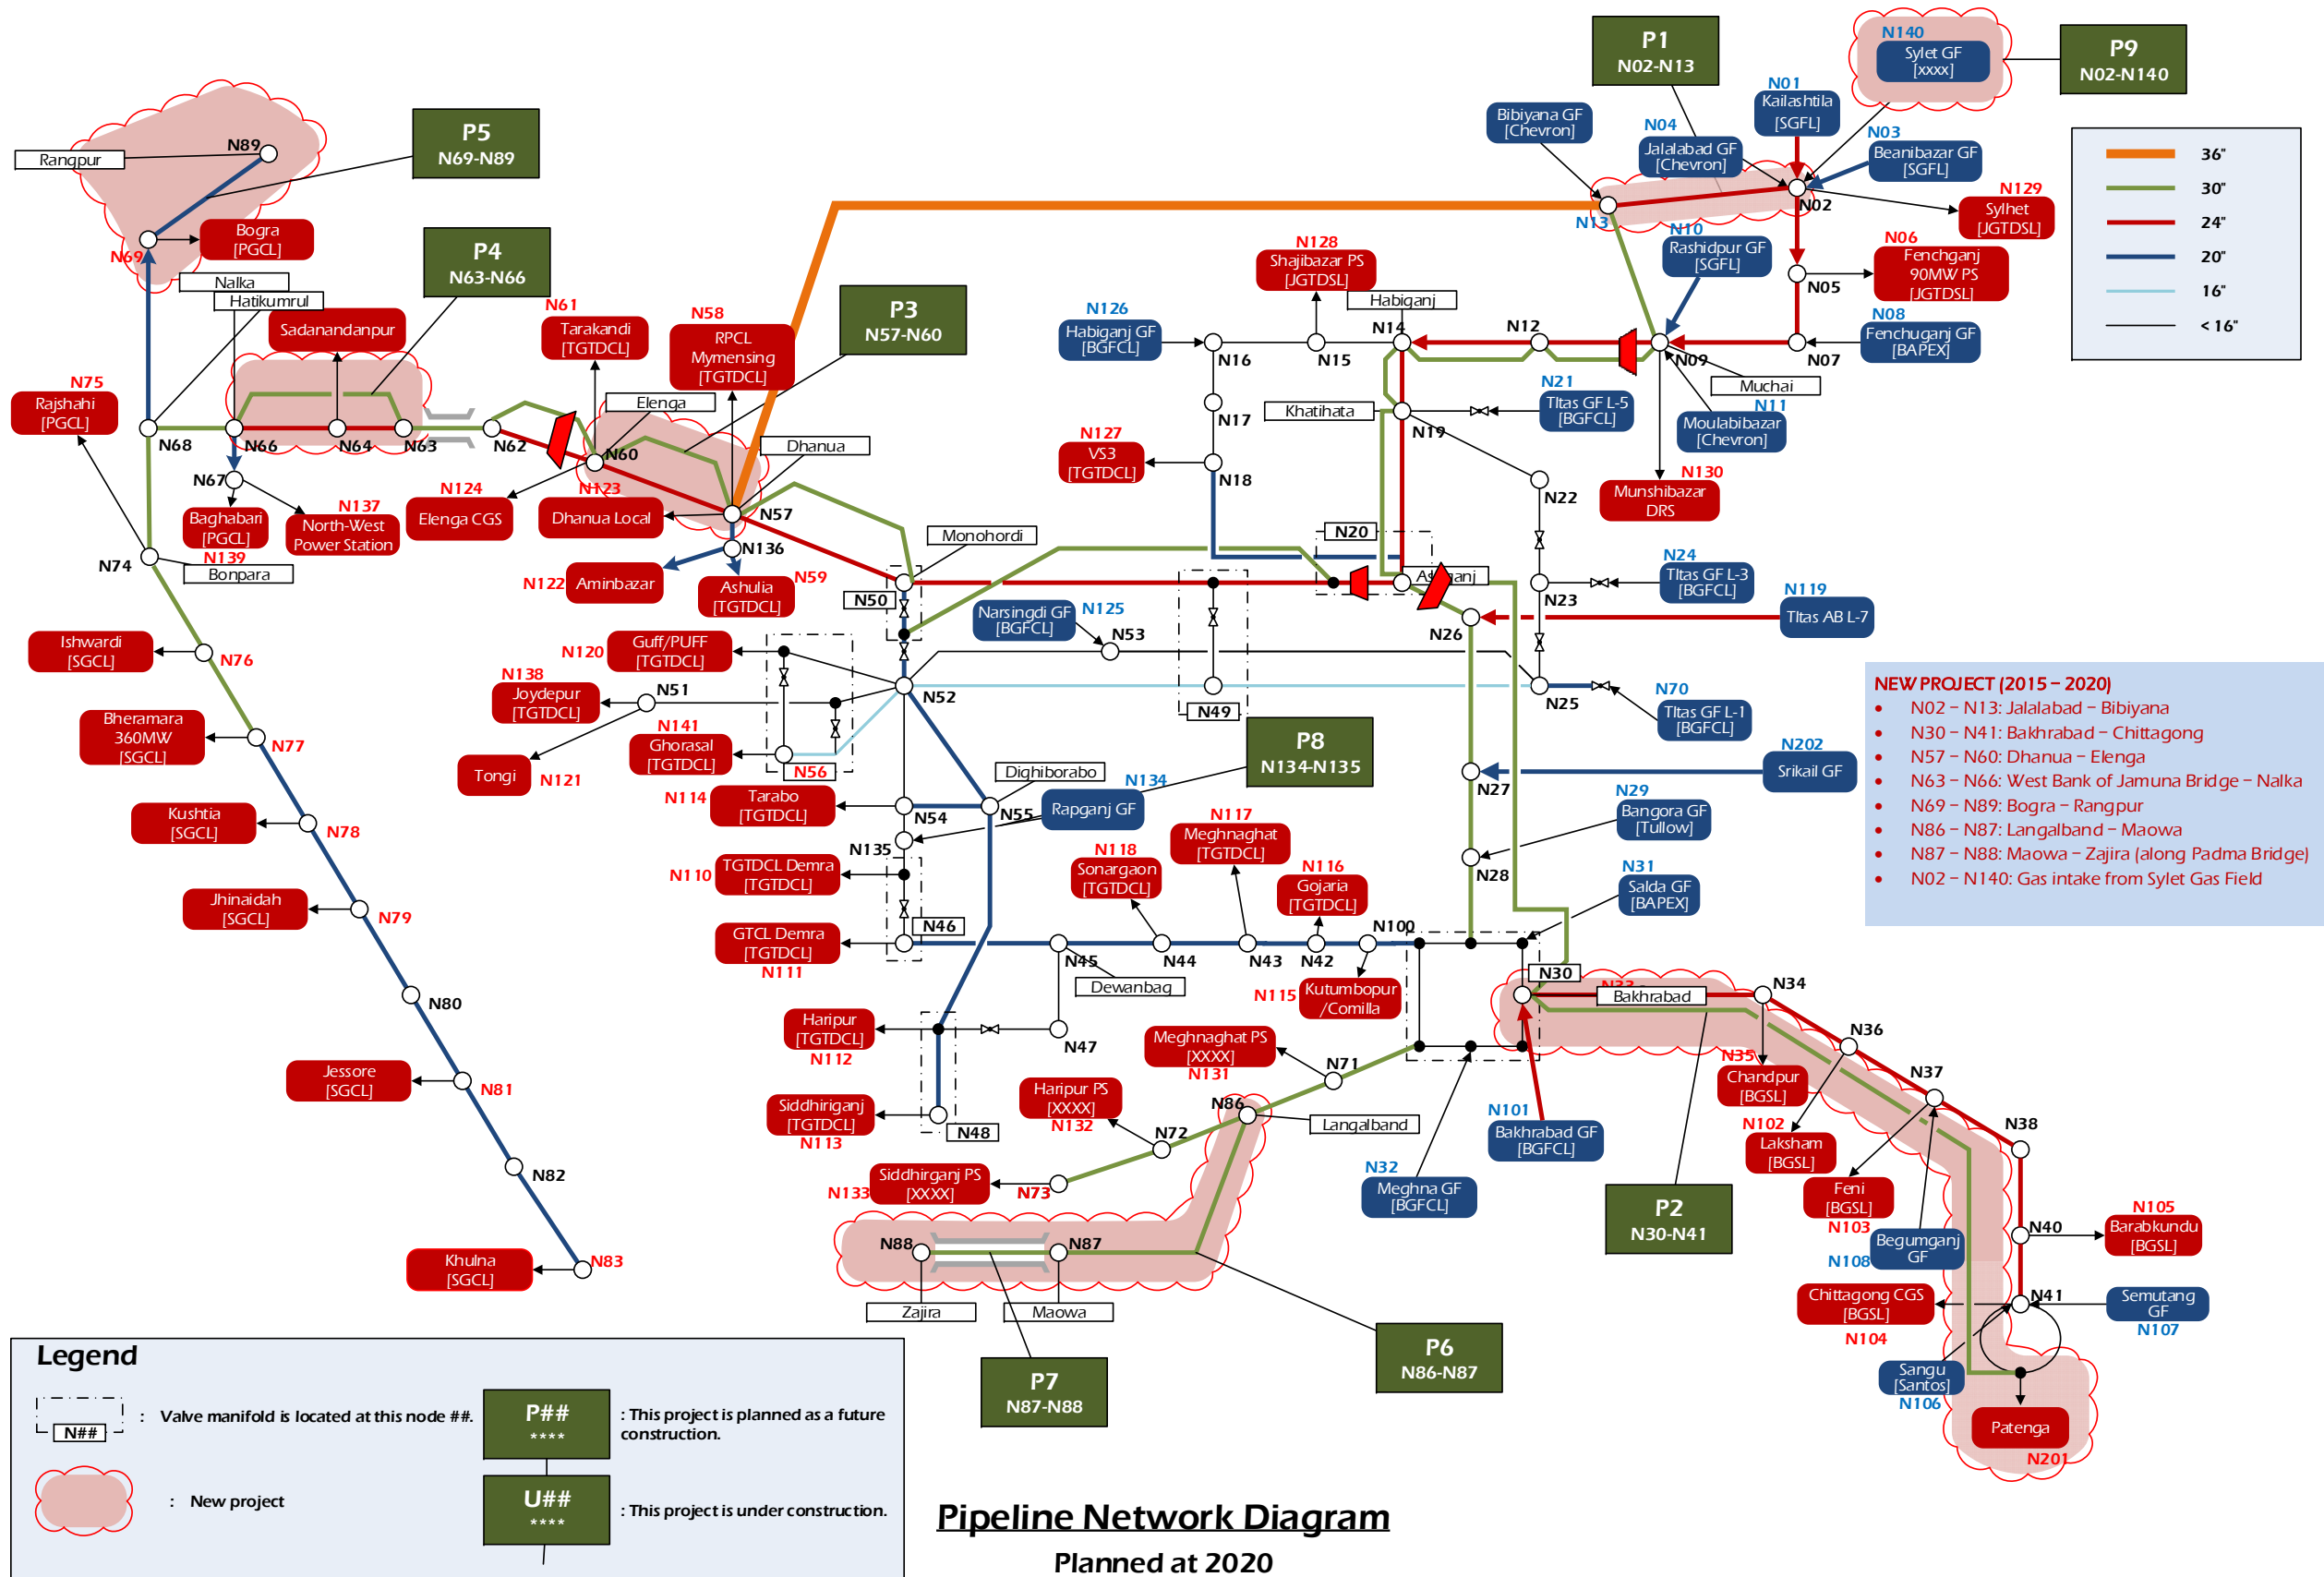 P1
N02-N13
N140
Sylet GF
[xxxx]
P9
N02-N140
N01
Kailashtila
[SGFL]
Bibiyana GF
[Chevron]
N04
Jalalabad GF
[Chevron]
N03
Beanibazar GF
[SGFL]
36"
30"
24"
20"
16"
< 16"
P5
N69-N89
N89
Rangpur
N02
N129
Sylhet
[JGTDSL]
N13
N10
Rashidpur GF
[SGFL]
N06
Fenchganj
90MW PS
[JGTDSL]
N05
N69
Bogra
[PGCL]
P4
N63-N66
Nalka
Hatikumrul
Sadanandanpur
N61
Tarakandi
[TGTDCL]
N58
RPCL
Mymensing
[TGTDCL]
P3
N57-N60
N128
Shajibazar PS
[JGTDSL]
Habiganj
N126
Habiganj GF
[BGFCL]
N16
N15
N14
N12
N09
N07
N08
Fenchuganj GF
[BAPEX]
Muchai
N75
Rajshahi
[PGCL]
Elenga
Khatihata
N17
N21
TItas GF L-5
[BGFCL]
N11
Moulabibazar
[Chevron]
N68
N66
N64
N63
N62
N60
Dhanua
N127
VS3
[TGTDCL]
N18
N19
N22
N130
Munshibazar
DRS
N67
N137
North-West
Power Station
Baghabari
[PGCL]
N139
N124
Elenga CGS
N123
Dhanua Local
N57
N136
Monohordi
N20
N74
Bonpara
N122
Aminbazar
Ashulia
[TGTDCL]
N59
N50
Narsingdi GF
[BGFCL]
N125
N53
N26
N23
N24
TItas GF L-3
[BGFCL]
N119
TItas AB L-7
Ishwardi
[SGCL]
N76
N120
Guff/PUFF
[TGTDCL]
N138
Joydepur
[TGTDCL]
N51
N52
N49
N25
N70
TItas GF L-1
[BGFCL]
NEW PROJECT (2015 – 2020)
• N02 – N13: Jalalabad – Bibiyana
• N30 – N41: Bakhrabad – Chittagong
• N57 – N60: Dhanua – Elenga
• N63 – N66: West Bank of Jamuna Bridge – Nalka
• N69 – N89: Bogra – Rangpur
• N86 – N87: Langalband – Maowa
• N87 – N88: Maowa – Zajira (along Padma Bridge)
• N02 – N140: Gas intake from Sylet Gas Field
Bheramara
360MW
[SGCL]
N77
N141
Ghorasal
[TGTDCL]
N56
Tongi
N121
P8
N134-N135
N202
Srikail GF
N27
Dighiborabo
N114
Tarabo
[TGTDCL]
N54
N55
N134
Rapganj GF
N29
Bangora GF
[Tullow]
Kushtia
[SGCL]
N78
N135
N110
TGTDCL Demra
[TGTDCL]
N118
Sonargaon
[TGTDCL]
N117
Meghnaghat
[TGTDCL]
N116
Gojaria
[TGTDCL]
N28
N31
Salda GF
[BAPEX]
Jhinaidah
[SGCL]
N79
GTCL Demra
[TGTDCL]
N111
N46
N45
N44
N43
N42
N100
Dewanbag
N115
Kutumbopur
/Comilla
N30
Bakhrabad
N34
N80
Haripur
[TGTDCL]
N112
N47
Meghnaghat PS
[XXXX]
N131
N71
N36
N35
Chandpur
[BGSL]
Jessore
[SGCL]
N81
Siddhiriganj
[TGTDCL]
N113
N48
Haripur PS
[XXXX]
N132
N86
Langalband
N101
Bakhrabad GF
[BGFCL]
N37
N102
Laksham
[BGSL]
N38
N82
N72
Siddhirganj PS
[XXXX]
N133
N73
N32
Meghna GF
[BGFCL]
P2
N30-N41
Feni
[BGSL]
N103
N105
Barabkundu
[BGSL]
N40
Khulna
[SGCL]
N83
N88
N87
Begumganj
GF
N108
Zajira
Maowa
Chittagong CGS
[BGSL]
N104
N41
Semutang
GF
N107
P7
N87-N88
P6
N86-N87
Sangu
[Santos]
N106
Patenga
N201
Legend
N##
: Valve manifold is located at this node ##.
: New project
P##
****
: This project is planned as a future
construction.
U##
****
: This project is under construction.
Pipeline Network Diagram
Planned at 2020